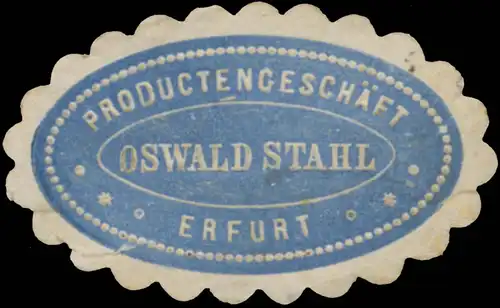 PRODUCTENGESCHÄFT
OSWALD STAHL
ERFURT